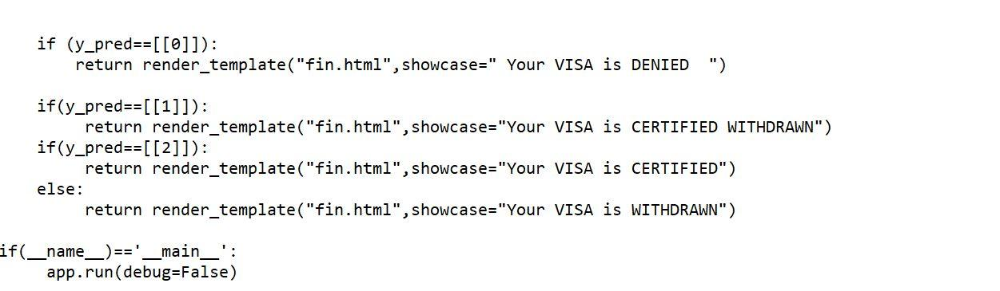 if (y_pred==[[0]]):
    return render_template("fin.html",showcase=" Your VISA is DENIED  ")
if(y_pred==[[1]]):
     return render_template("fin.html",showcase="Your VISA is CERTIFIED WITHDRAWN")
if(y_pred==[[2]]):
     return render_template("fin.html",showcase="Your VISA is CERTIFIED")
else:
     return render_template("fin.html",showcase="Your VISA is WITHDRAWN")
if(__name__)=='__main__':
     app.run(debug=False)